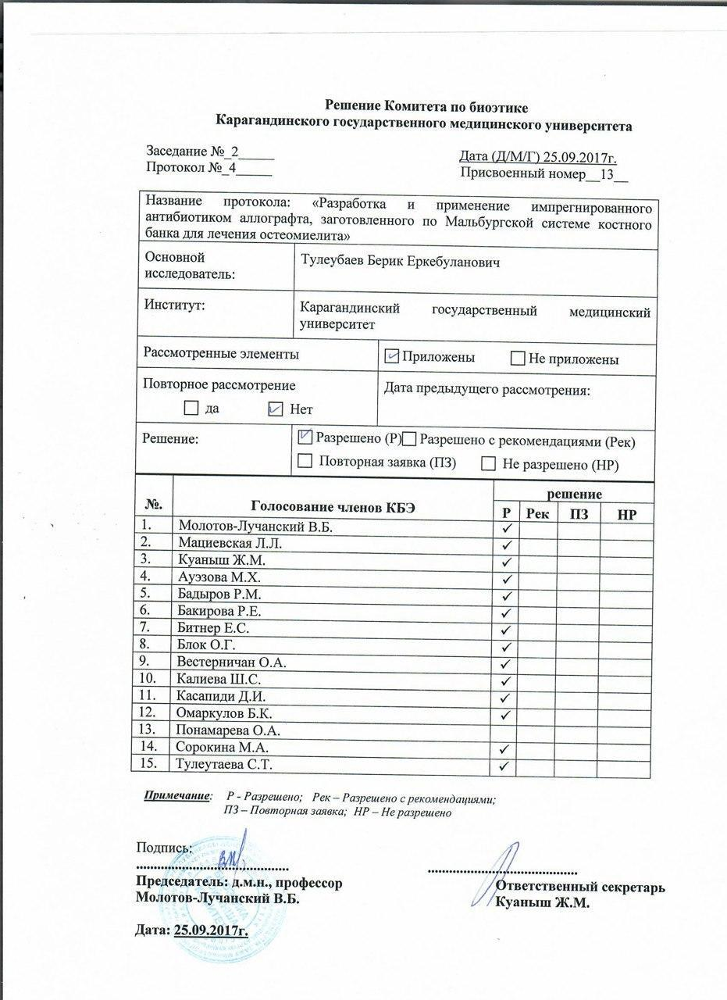 Решение Комитета по биоэтике
Карагандинского государственного медицинского университета
Заседание №_2_____
Протокол №_4_____
Дата (Д/М/Г) 25.09.2017г.
Присвоенный номер__13__
Название протокола: «Разработка и применение импрегнированного
антибиотиком аллографта, заготовленного по Мальбургской системе костного
банка для лечения остеомиелита»
Основной
исследователь:
Тулеубаев Берик Еркебуланович
Институт:
Карагандинский государственный медицинский
университет
Рассмотренные элементы
Приложены Не приложены
Повторное рассмотрение
да Нет
Дата предыдущего рассмотрения:
Решение:
Разрешено (Р) Разрешено с рекомендациями (Рек)
Повторная заявка (ПЗ) Не разрешено (НР)
№. Голосование членов КБЭ решение
Р Рек ПЗ НР
1. Молотов-Лучанский В.Б. ✓
2. Мациевская Л.Л. ✓
3. Куаныш Ж.М. ✓
4. Ауэзова М.Х. ✓
5. Бадыров Р.М. ✓
6. Бакирова Р.Е. ✓
7. Битнер Е.С. ✓
8. Блок О.Г. ✓
9. Вестерничан О.А. ✓
10. Калиева Ш.С. ✓
11. Касапиди Д.И. ✓
12. Омаркулов Б.К. ✓
13. Понамарева О.А.
14. Сорокина М.А. ✓
15. Тулеутаева С.Т. ✓
Примечание: Р - Разрешено; Рек – Разрешено с рекомендациями;
ПЗ – Повторная заявка; НР – Не разрешено
Подпись:
Председатель: д.м.н., профессор
Молотов-Лучанский В.Б.
Ответственный секретарь
Куаныш Ж.М.
Дата: 25.09.2017г.